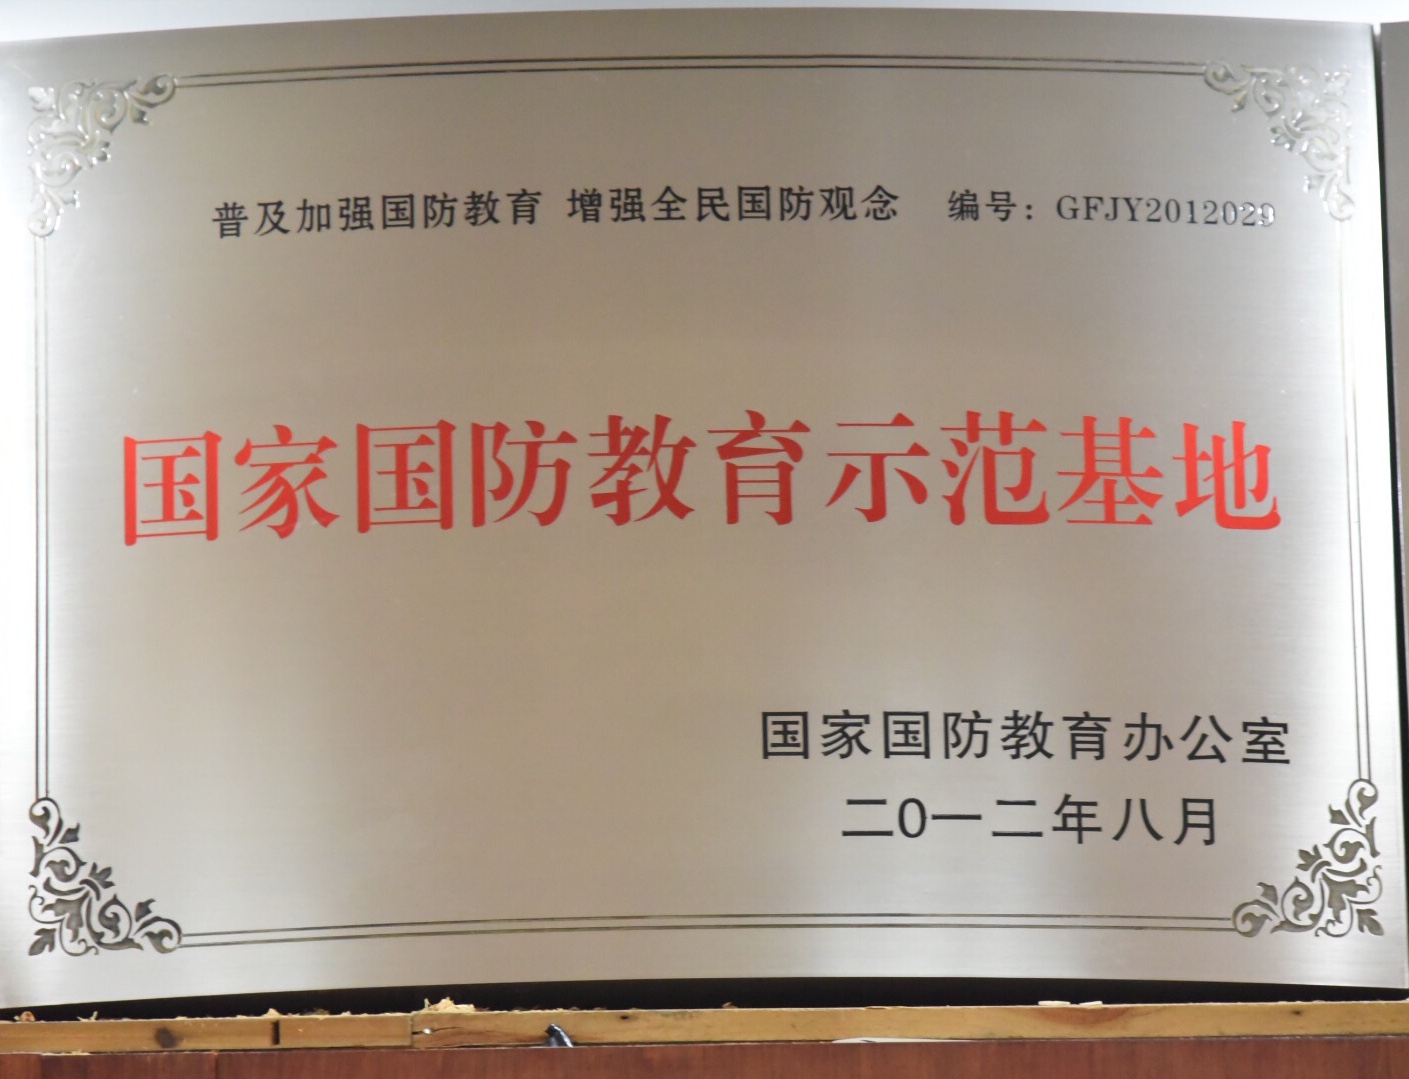 普及加强国防教育 增强全民国防观念 编号：GFJY2012029
国家国防教育示范基地
国家国防教育办公室
二0一二年八月